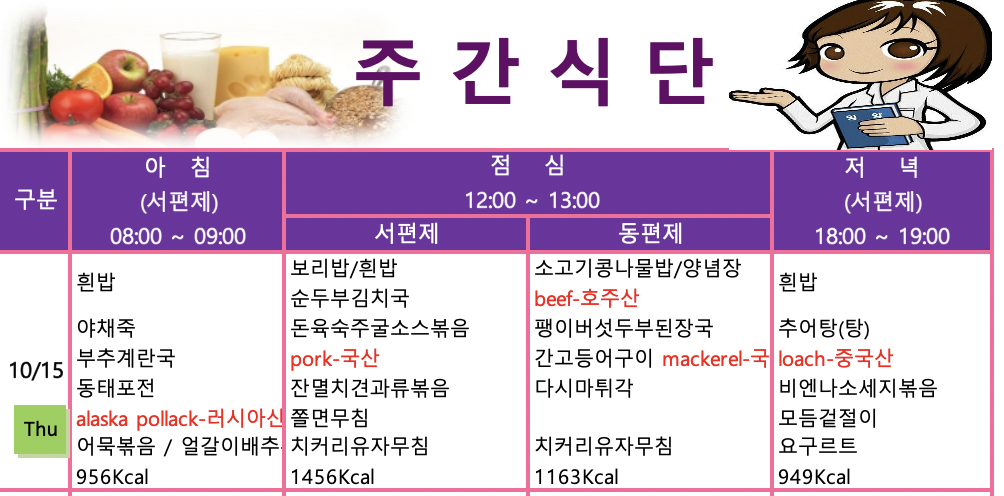 주간식단
구분
아 침
(서편제)
08:00 ~ 09:00
점 심
12:00 ~ 13:00
서편제
동편제
저 녁
(서편제)
18:00 ~ 19:00
10/15
Thu
흰밥
야채죽
부추계란국
동태포전
alaska pollack-러시아산
어묵볶음 / 얼갈이배추
956Kcal
보리밥/흰밥
순두부김치국
돈육숙주굴소스볶음
pork-국산
잔멸치견과류볶음
쫄면무침
치커리유자무침
1456Kcal
소고기콩나물밥/양념장
beef-호주산
팽이버섯두부된장국
간고등어구이 mackerel-국
다시마튀각
치커리유자무침
1163Kcal
흰밥
추어탕(탕)
loach-중국산
비엔나소세지볶음
모듬겉절이
요구르트
949Kcal